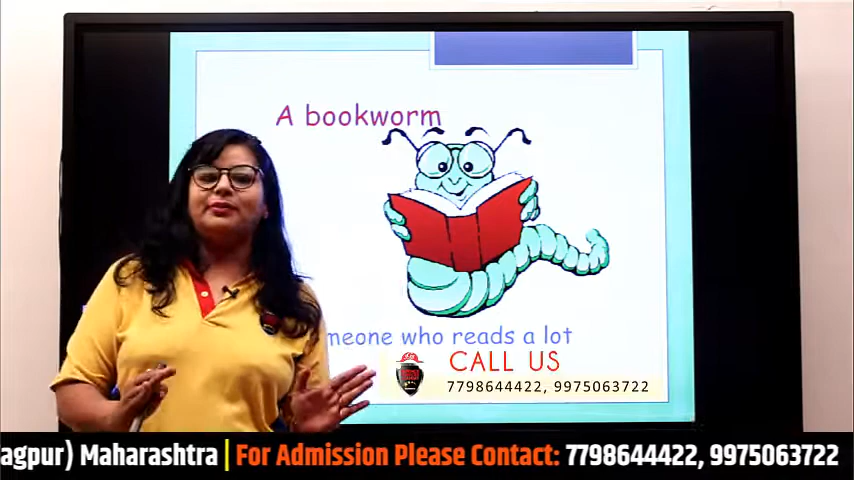 A bookworm
meone who reads a lot
CALL US
7798644422, 9975063722
agpur) Maharashtra | For Admission Please Contact: 7798644422, 9975063722